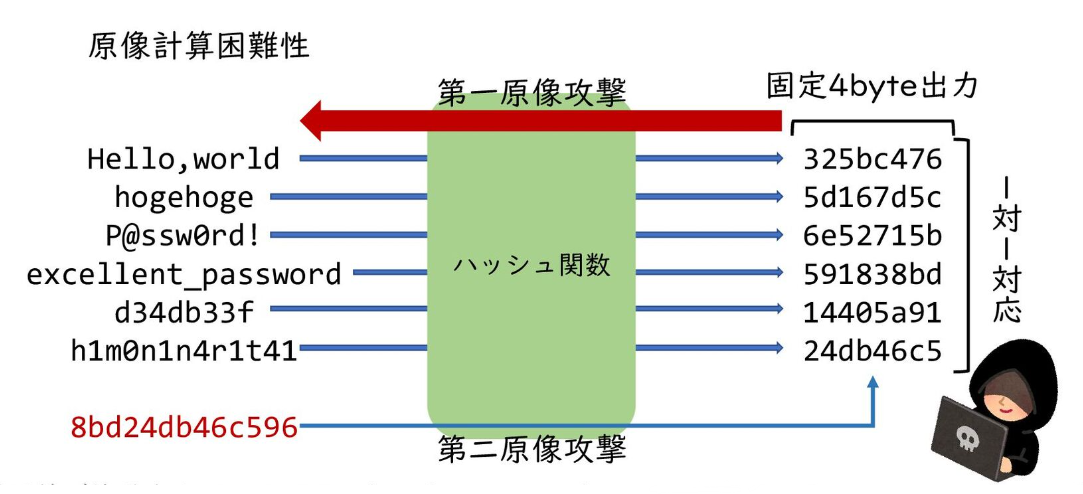 原像計算困難性
第一原像攻撃
固定4byte出力
Hello,world
325bc476
hogehoge
5d167d5c
P@ssw0rd!
6e52715b
excellent_password
ハッシュ関数
591838bd
d34db33f
14405a91
h1m0n1n4r1t41
24db46c5
一対一対応
8bd24db46c596
第二原像攻撃